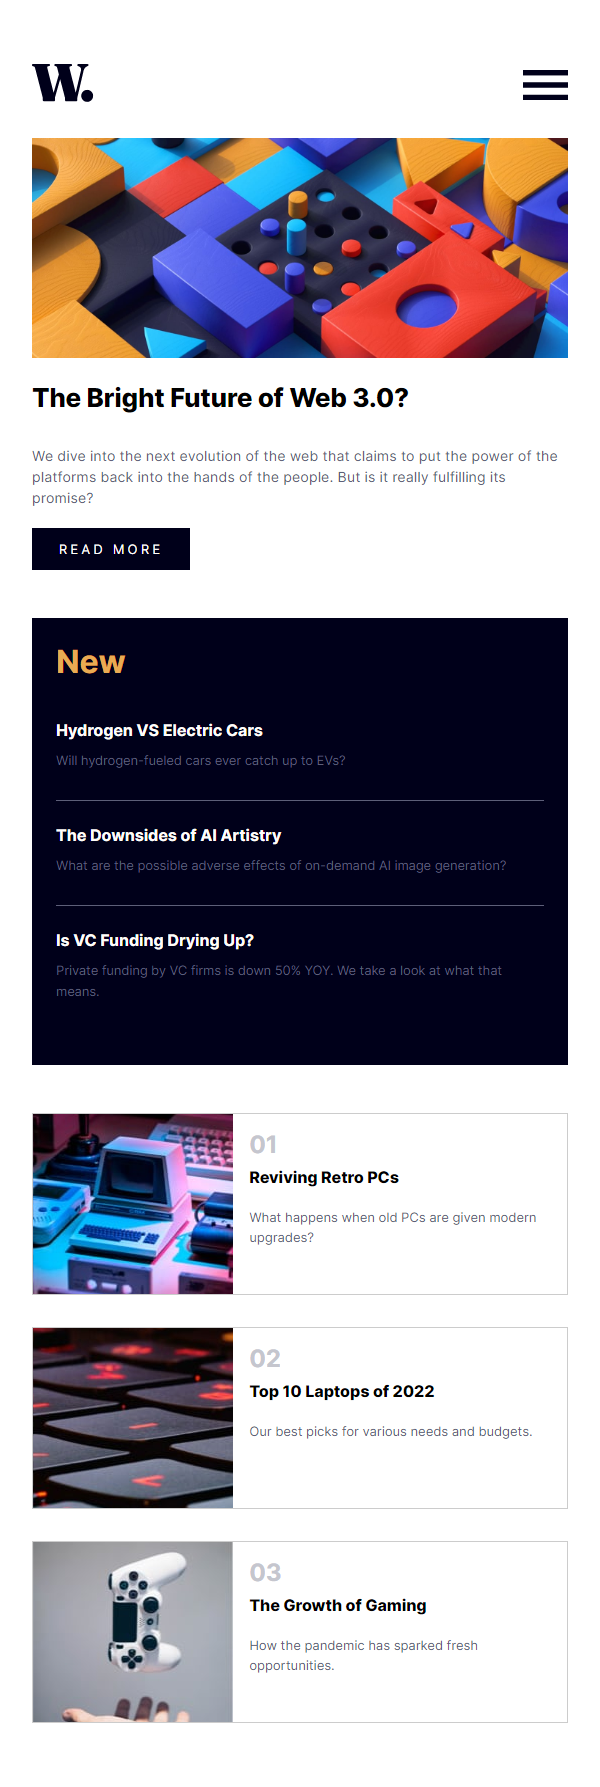 W.
The Bright Future of Web 3.0?
We dive into the next evolution of the web that claims to put the power of the
platforms back into the hands of the people. But is it really fulfilling its
promise?
READ MORE
New
Hydrogen VS Electric Cars
Will hydrogen-fueled cars ever catch up to EVs?
The Downsides of AI Artistry
What are the possible adverse effects of on-demand AI image generation?
Is VC Funding Drying Up?
Private funding by VC firms is down 50% YOY. We take a look at what that
means.
01
Reviving Retro PCs
What happens when old PCs are given modern
upgrades?
02
Top 10 Laptops of 2022
Our best picks for various needs and budgets.
03
The Growth of Gaming
How the pandemic has sparked fresh
opportunities.